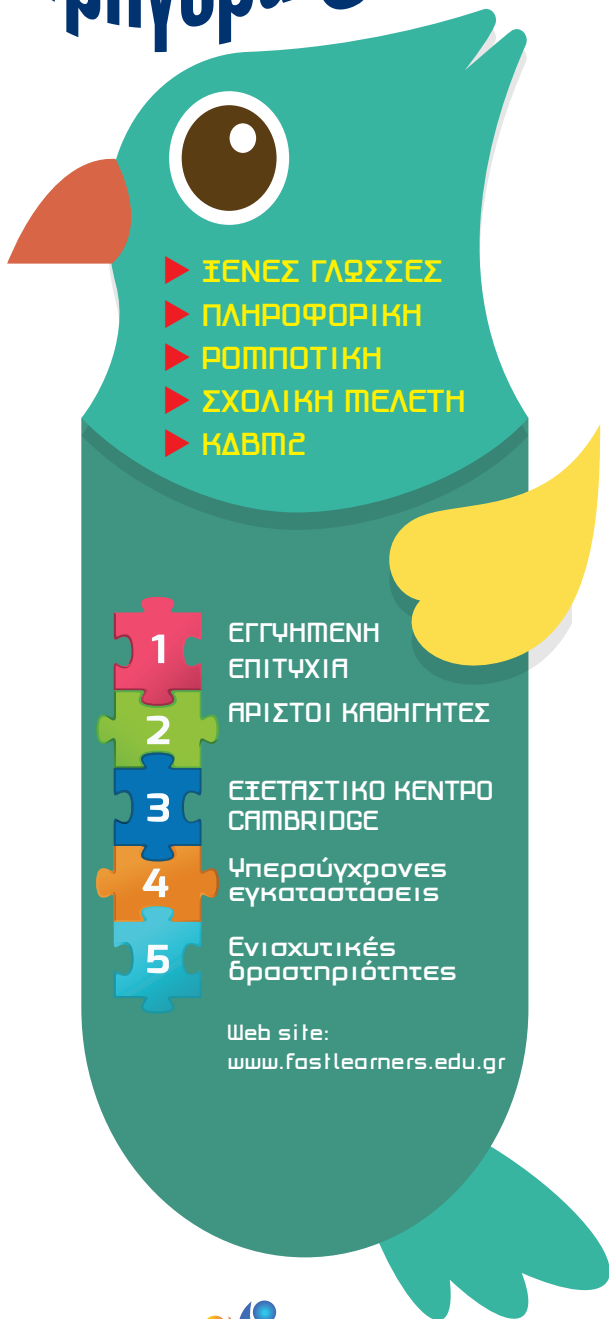 ΞΕΝΕΣ ΓΛΩΣΣΕΣ
ΠΛΗΡΟΦΟΡΙΚΗ
ΡΟΜΠΟΤΙΚΗ
ΣΧΟΛΙΚΗ ΜΕΛΕΤΗ
ΚΔΒΜ2
1
ΕΓΓΥΗΜΕΝΗ
ΕΠΙΤΥΧΙΑ
2
ΑΡΙΣΤΟΙ ΚΑΘΗΓΗΤΕΣ
3
ΕΞΕΤΑΣΤΙΚΟ ΚΕΝΤΡΟ
CAMBRIDGE
4
Υπερσύγχρονες
εγκαταστάσεις
5
Ενισχυτικές
δραστηριότητες
Web site:
www.fastlearners.edu.gr